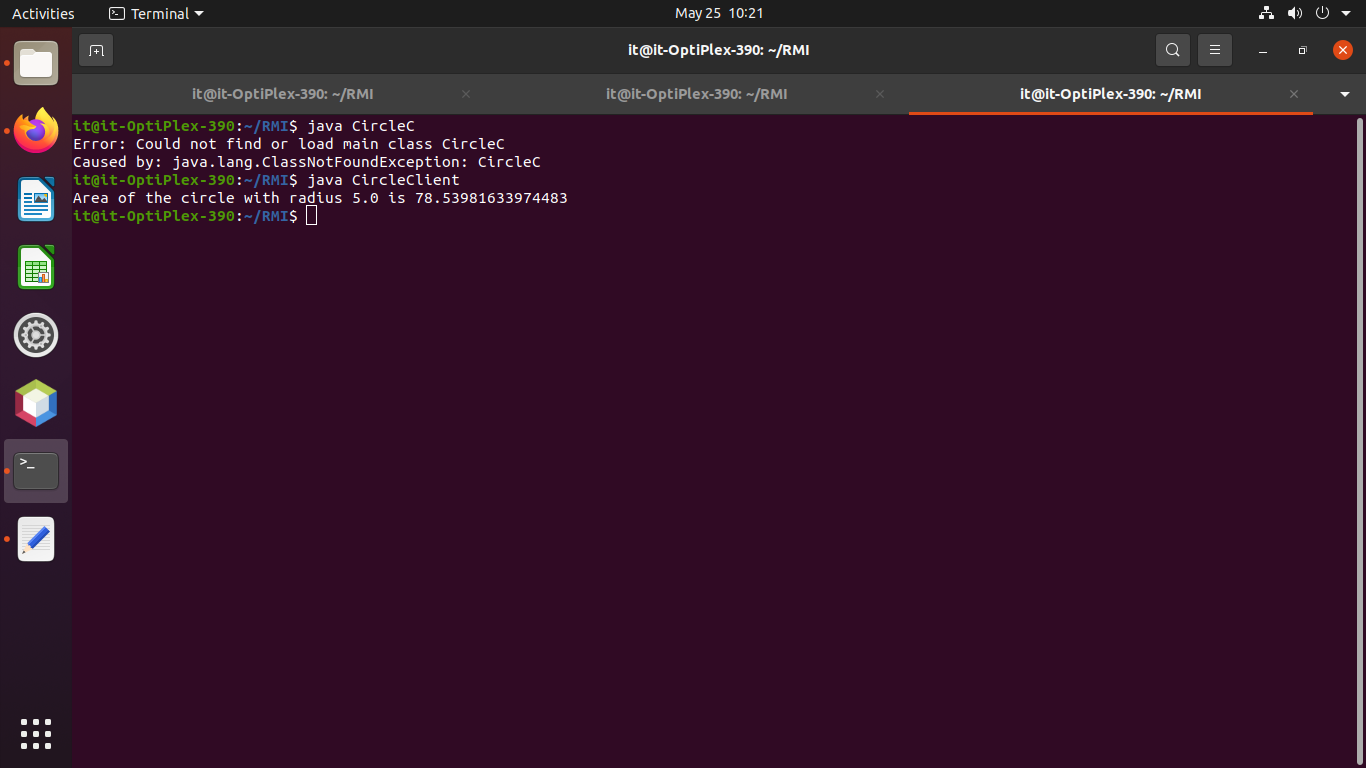 Activities
Terminal
May 25 10:21
it@it-OptiPlex-390: ~/RMI
it@it-OptiPlex-390: ~/RMI
it@it-OptiPlex-390: ~/RMI
it@it-OptiPlex-390: ~/RMI
it@it-OptiPlex-390:~/RMI$ java CircleC
Error: Could not find or load main class CircleC
Caused by: java.lang.ClassNotFoundException: CircleC
it@it-OptiPlex-390:~/RMI$ java CircleClient
Area of the circle with radius 5.0 is 78.53981633974483
it@it-OptiPlex-390:~/RMI$